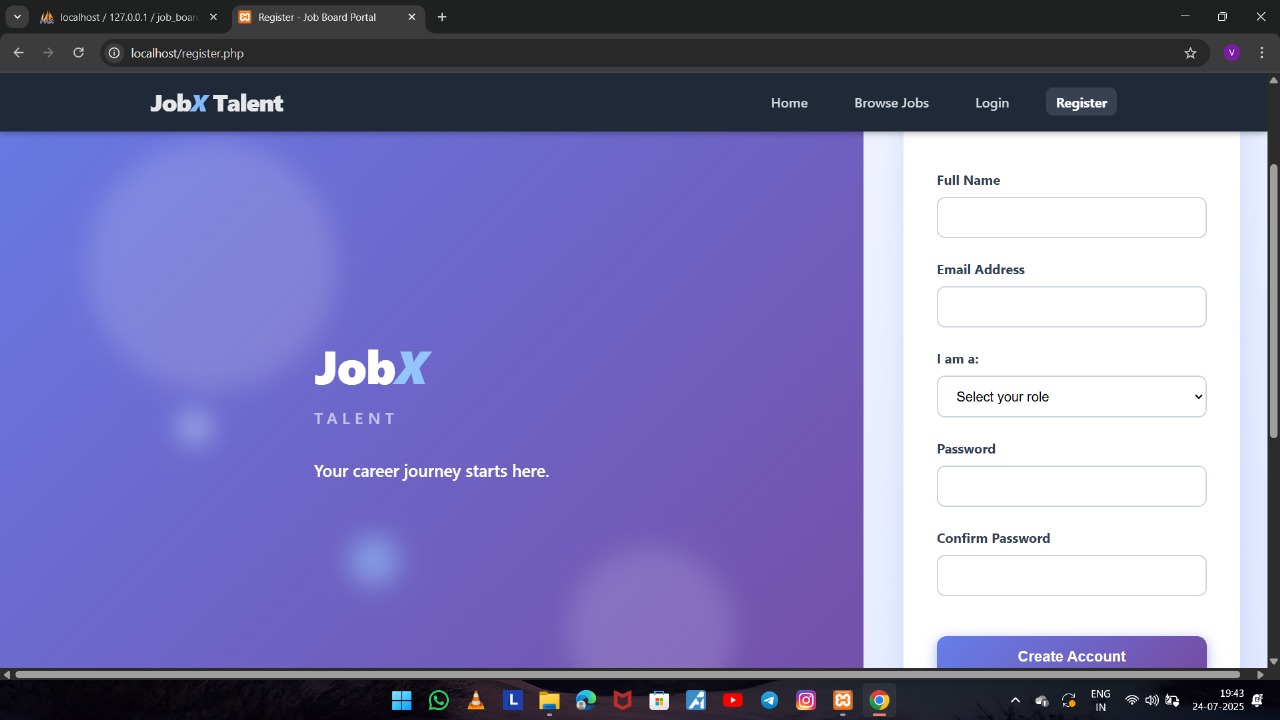 localhost / 127.0.0.1 / job_boar
Register - Job Board Portal
localhost/register.php
V
JobX Talent
Home
Browse Jobs
Login
Register
Full Name
Email Address
I am a:
Select your role
Password
Confirm Password
Create Account
JobX
TALENT
Your career journey starts here.
L
ENG
IN
19:43
24-07-2025